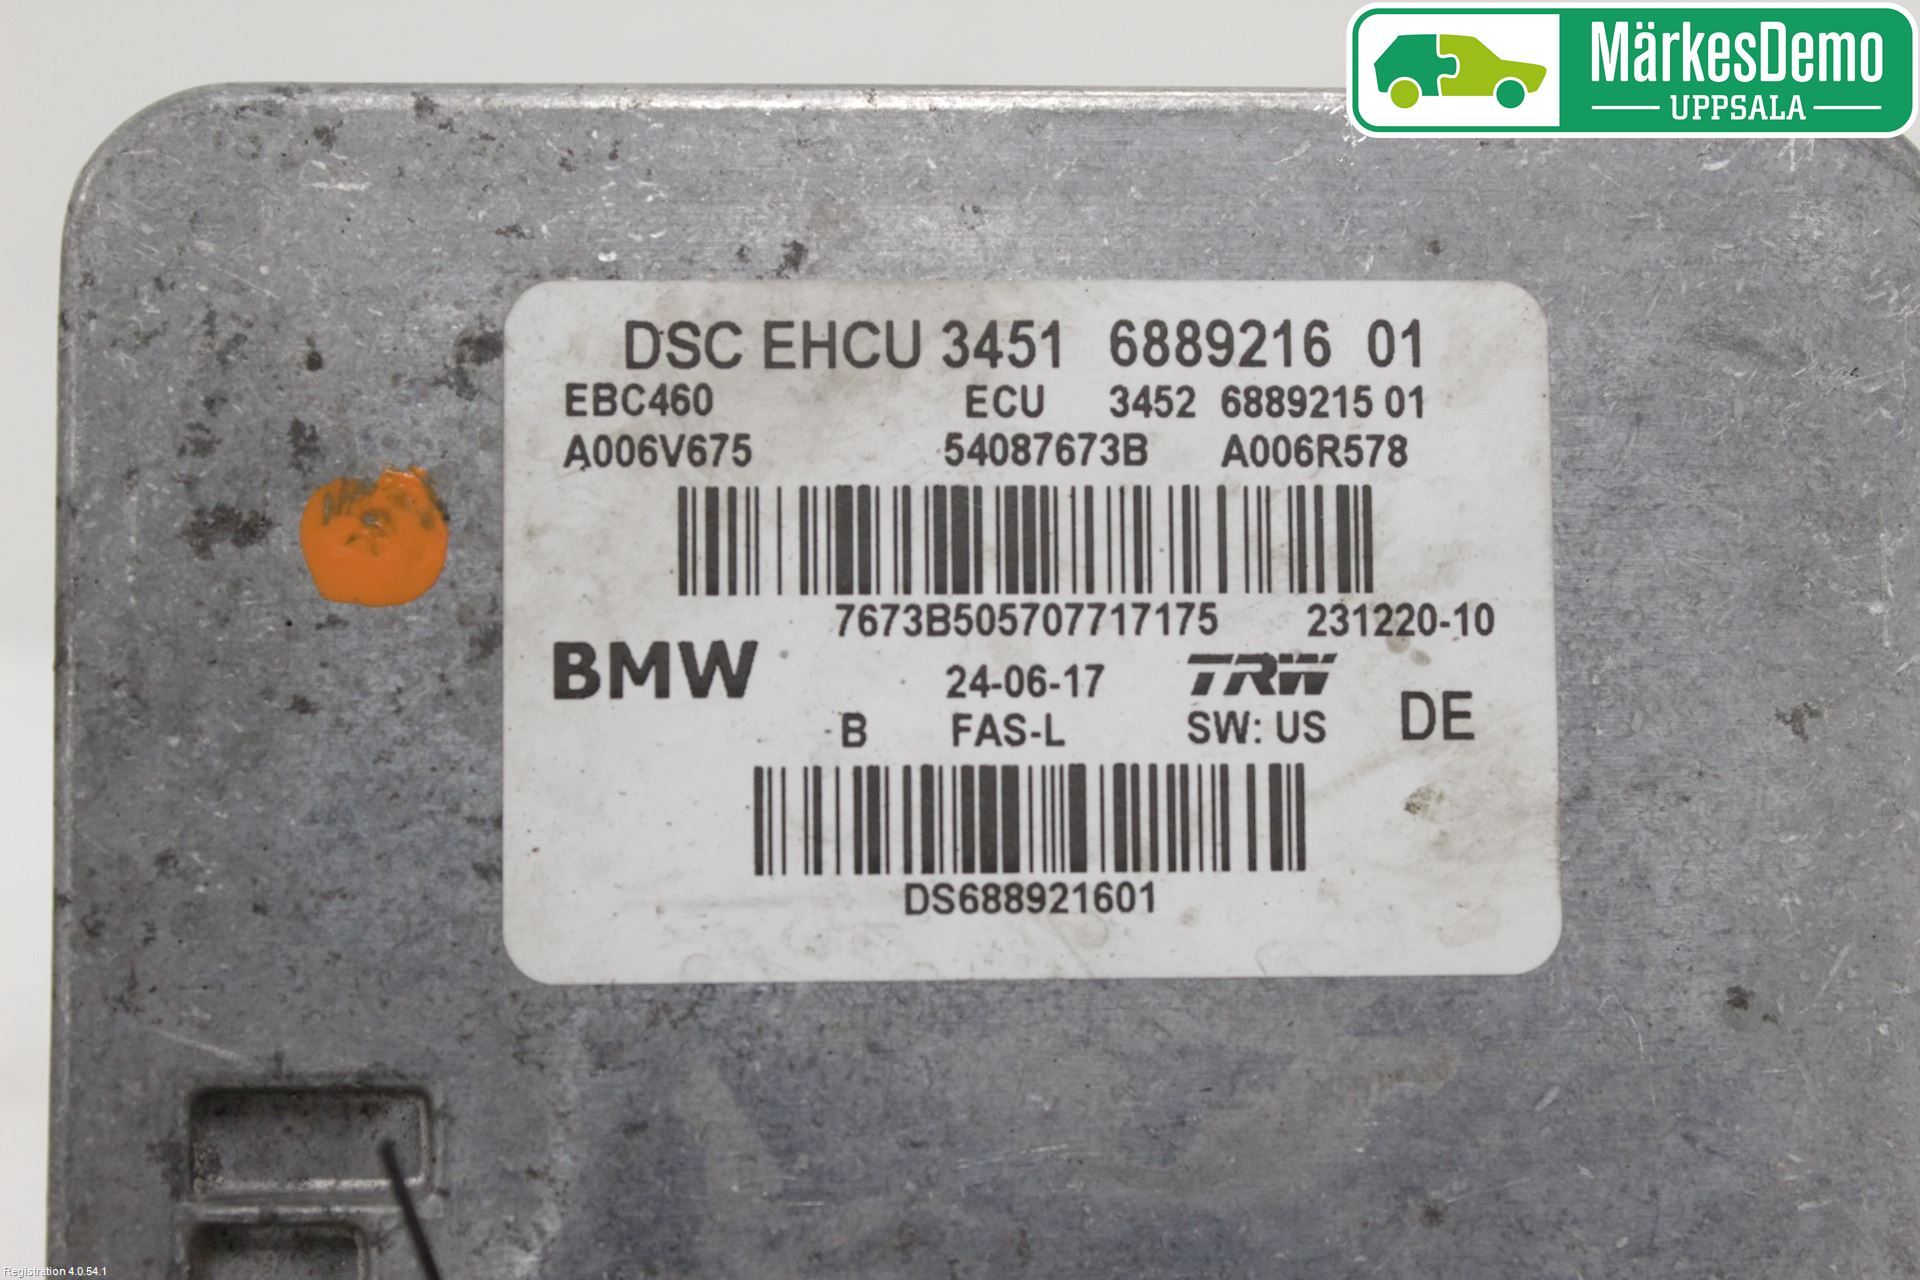 MärkesDemo
UPPSALA
DSC EHCU 3451 6889216 01
EBC460 ECU 3452 6889215 01
A006V675 54087673B A006R578
7673B505707717175 231220-10
BMW 24-06-17 TRW
B FAS-L SW: US DE
DS688921601
Registration 4.0.54.1